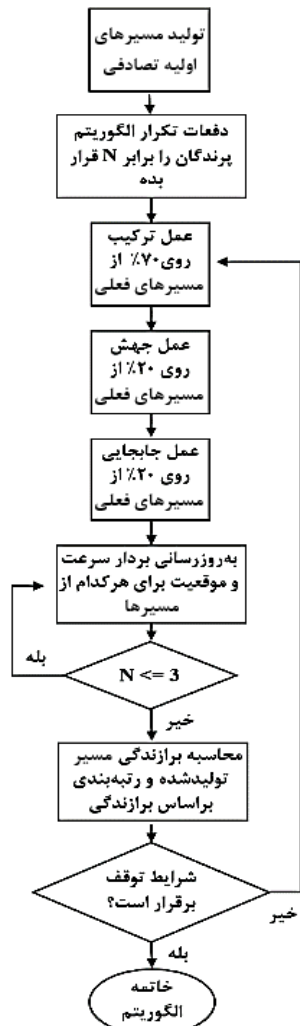 تولید مسیرهای
اولیه تصادفی
دفعات تکرار الگوریتم
پرندگان را برابر N قرار
بده
عمل ترکیب
روی ۷۰٪ از
مسیرهای فعلی
عمل جهش
روی ۲۰٪ از
مسیرهای فعلی
عمل جابجایی
روی ۲۰٪ از
مسیرهای فعلی
به‌روزرسانی بردار سرعت
و موقعیت برای هرکدام از
مسیرها
بله
N <= 3
خیر
محاسبه برازندگی مسیر
تولیدشده و رتبه‌بندی
براساس برازندگی
شرایط توقف
برقرار است؟
خیر
بله
خاتمه
الگوریتم